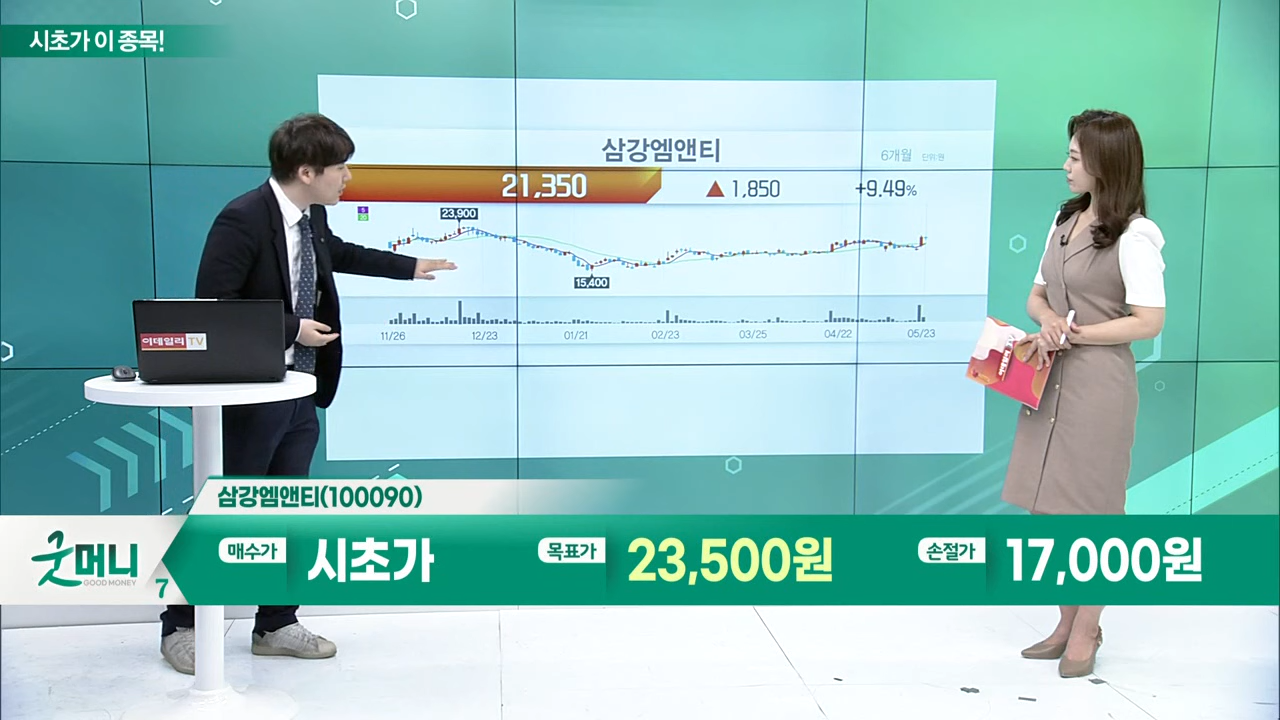 시초가 이 종목!
삼강엠앤티
6개월 단위:원
21,350 ▲ 1,850 +9.49%
5
20
23,900
15,400
11/26 12/23 01/21 02/23 03/25 04/22 05/23
이데일리 TV
삼강엠앤티(100090)
굿머니
GOOD MONEY
7
매수가 시초가 목표가 23,500원 손절가 17,000원